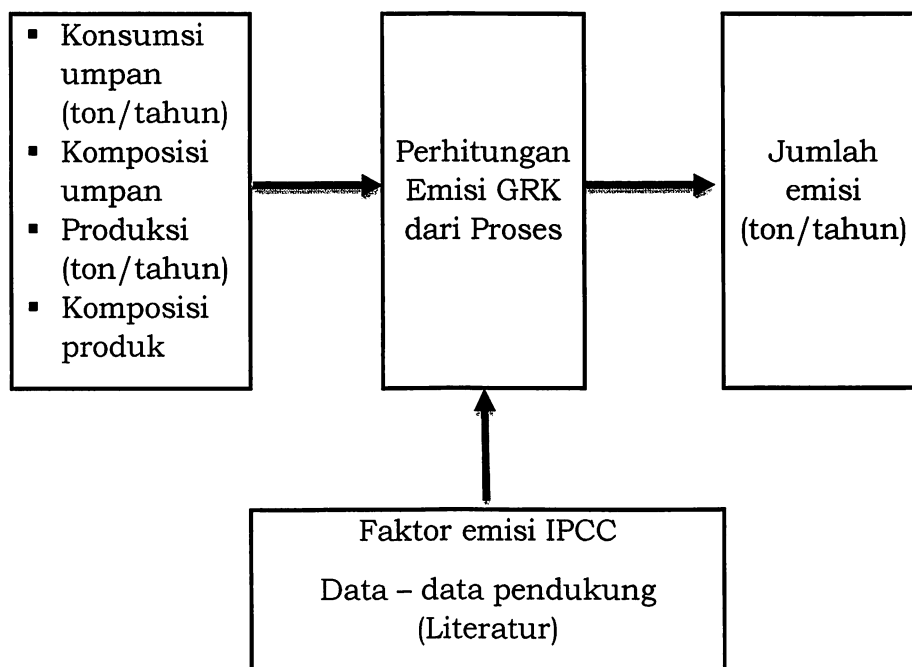 ▪ Konsumsi
umpan
(ton/tahun)
▪ Komposisi
umpan
▪ Produksi
(ton/tahun)
▪ Komposisi
produk
Perhitungan
Emisi GRK
dari Proses
Jumlah
emisi
(ton/tahun)
Faktor emisi IPCC
Data – data pendukung
(Literatur)